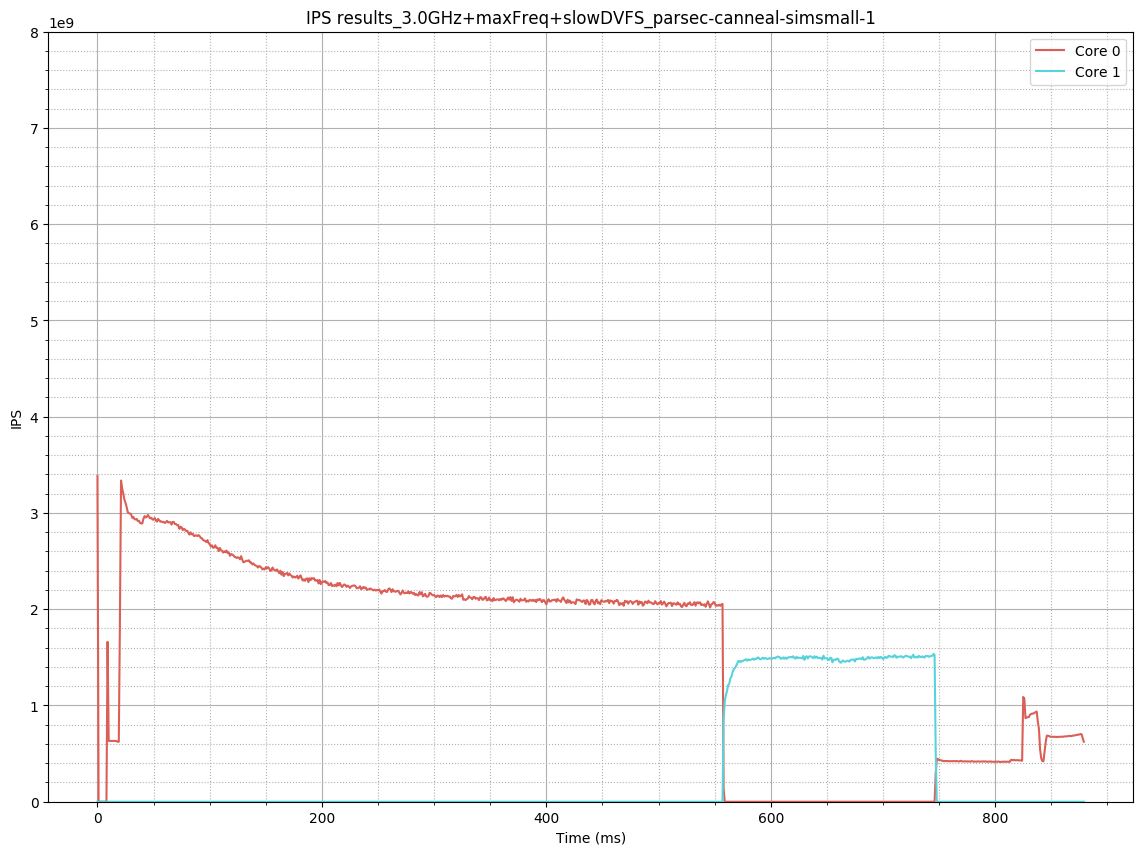 IPS results_3.0GHz+maxFreq+slowDVFS_parsec-canneal-simsmall-1
1e9
8
7
6
5
4
3
2
1
0
IPS
Core 0
Core 1
0 200 400 600 800
Time (ms)